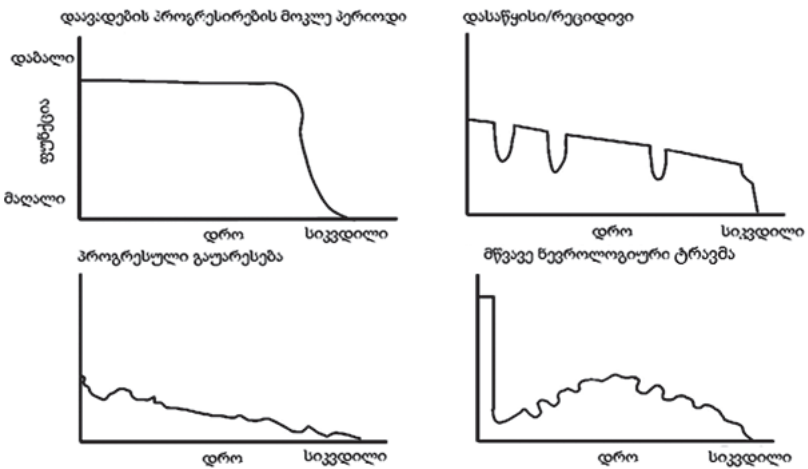 დაავადების პროგრესირების მოკლე პერიოდი
დაბალი
ფუნქცია
მაღალი
დრო
სიკვდილი
დასაწყისი/რეციდივი
დრო
სიკვდილი
პროგრესული გაუარესება
დრო
სიკვდილი
მწვავე ნევროლოგიური ტრავმა
დრო
სიკვდილი